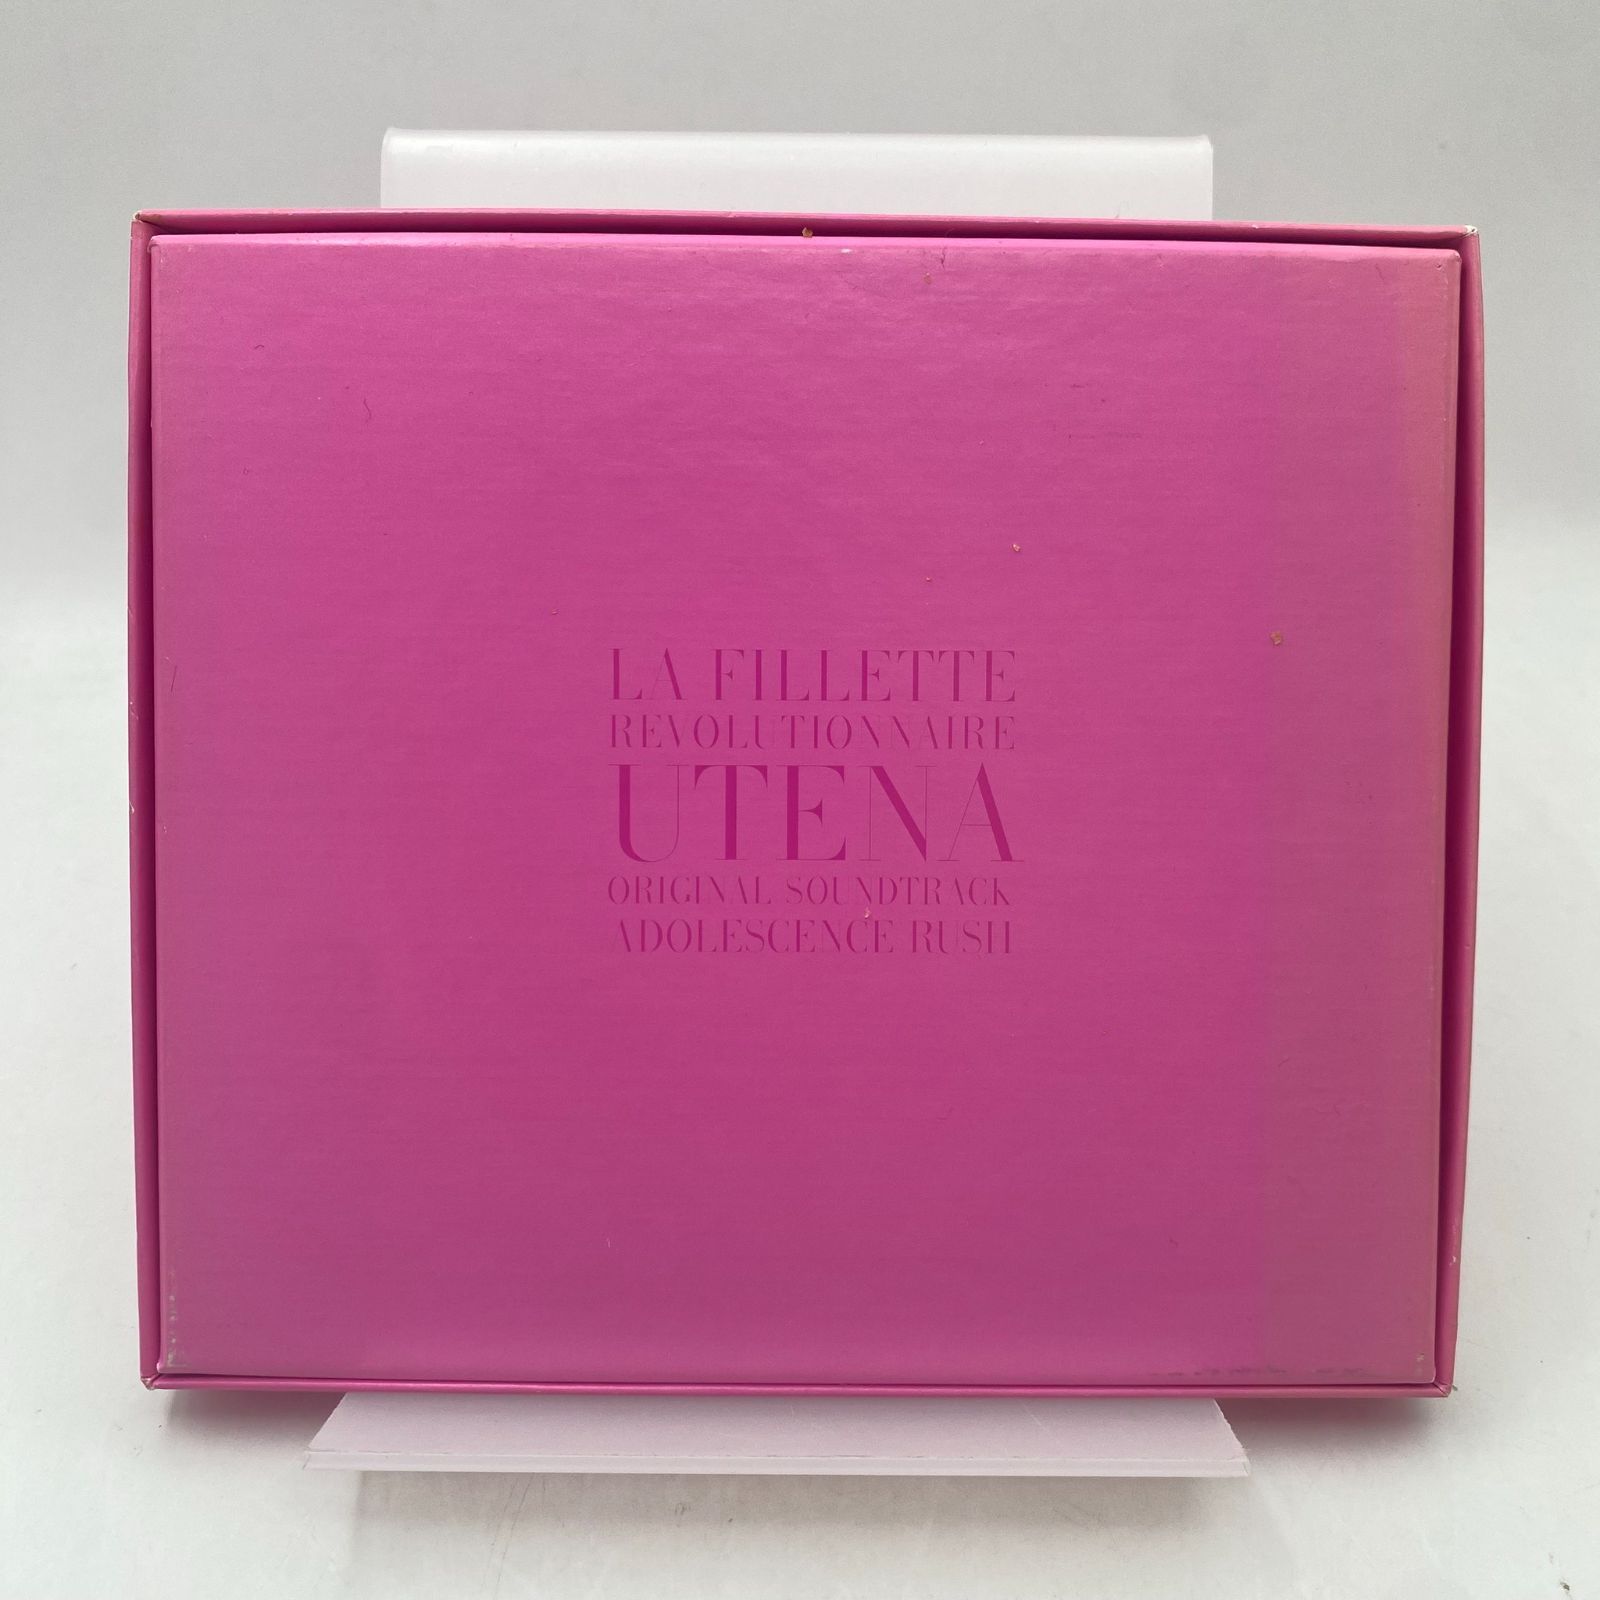 LA FILLETTE
REVOLUTIONNAIRE
UTENA
ORIGINAL SOUNDTRACK
ADOLESCENCE RUSH